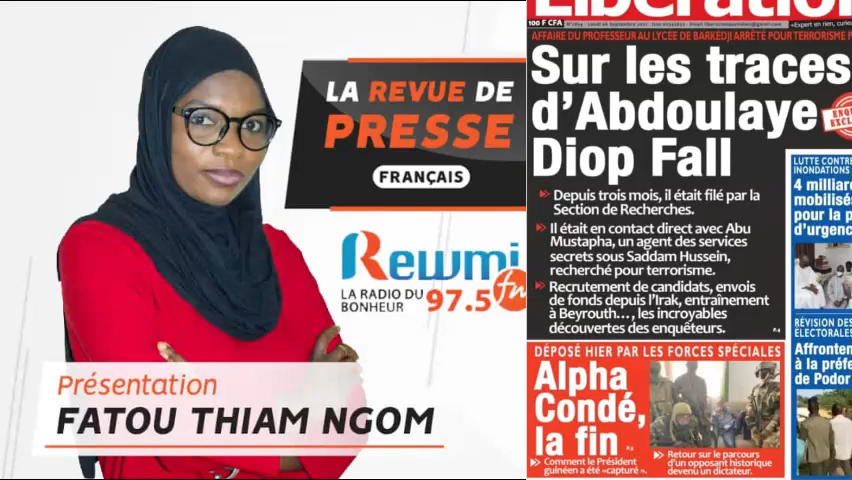 LA REVUE DE
PRESSE
FRANÇAIS
Rewmi fm
LA RADIO DU
BONHEUR
97.5
Présentation
FATOU THIAM NGOM
Libération
100 F CFA
AFFAIRE DU PROFESSEUR AU LYCÉE DE BARKÉDJI ARRÊTÉ POUR TERRORISME
Sur les traces
d’Abdoulaye
Diop Fall
Depuis trois mois, il était filé par la
Section de Recherches.
Il était en contact direct avec Abu
Mustapha, un agent des services
secrets sous Saddam Hussein,
recherché pour terrorisme.
Recrutement de candidats, envois
de fonds depuis l’Irak, entraînement
à Beyrouth…, les incroyables
découvertes des enquêteurs.
DÉPOSÉ HIER PAR LES FORCES SPÉCIALES
Alpha
Condé,
la fin
Comment le Président
guinéen a été «capturé».
Retour sur le parcours
d’un opposant historique
devenu un dictateur.
LUTTE CONTRE
INONDATIONS
4 milliar
mobilisés
pour la p
d’urgenc
RÉVISION DES
ÉLECTORALES
Affronte
à la préfe
de Podor